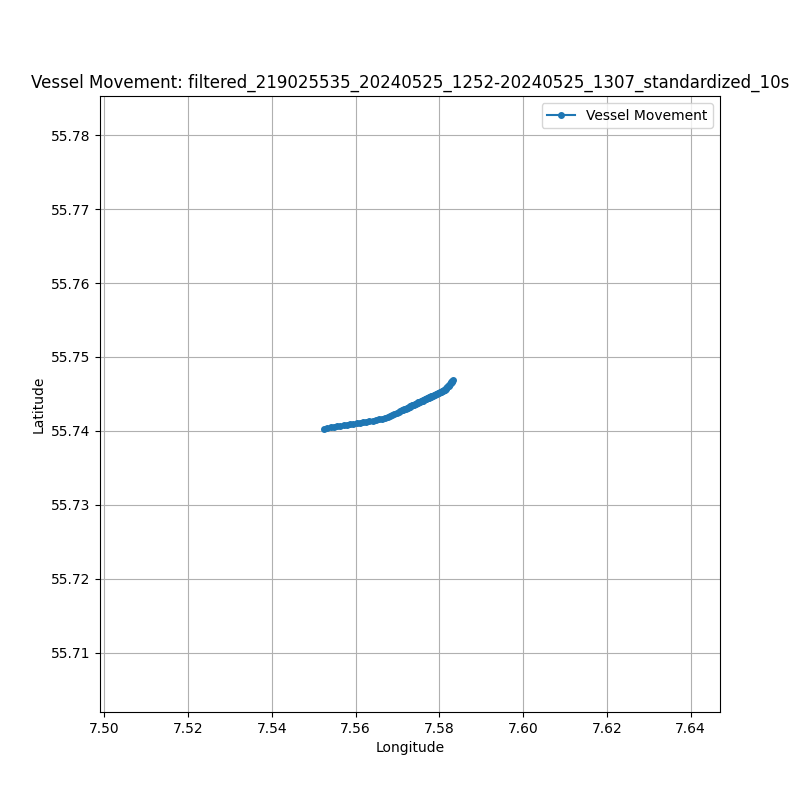 Vessel Movement: filtered_219025535_20240525_1252-20240525_1307_standardized_10s
Vessel Movement
55.78
55.77
55.76
55.75
55.74
55.73
55.72
55.71
Latitude
7.50 7.52 7.54 7.56 7.58 7.60 7.62 7.64
Longitude